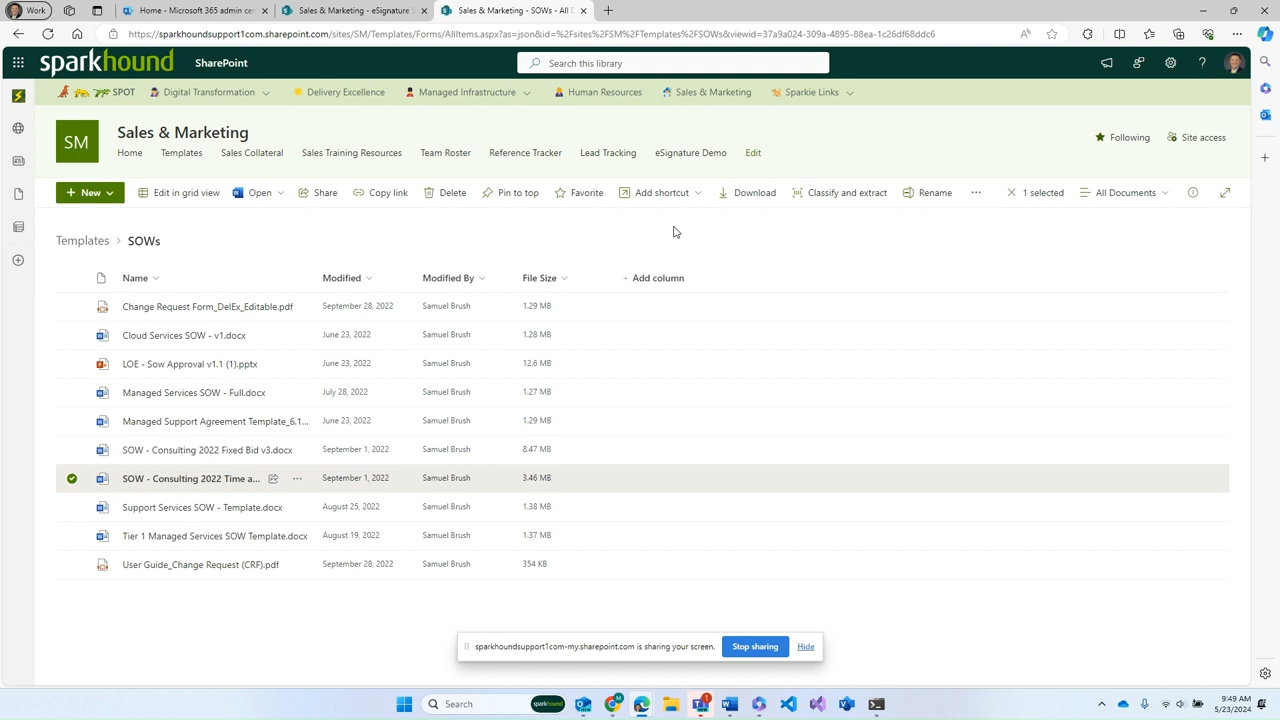 Work
Home - Microsoft 365 admin cen
Sales & Marketing - eSignature S
Sales & Marketing - SOWs - All D
https://sparkhoundsupport1com.sharepoint.com/sites/SM/Templates/Forms/AllItems.aspx?as=json&id=%2Fsites%2FSM%2FTemplates%2FSOWs&viewid=37a9a024-309a-4895-88ea-1c26df68ddc6
sparkhound
SharePoint
Search this library
SPOT
Digital Transformation
Delivery Excellence
Managed Infrastructure
Human Resources
Sales & Marketing
Sparkie Links
SM
Sales & Marketing
Following
Site access
Home
Templates
Sales Collateral
Sales Training Resources
Team Roster
Reference Tracker
Lead Tracking
eSignature Demo
Edit
New
Edit in grid view
Open
Share
Copy link
Delete
Pin to top
Favorite
Add shortcut
Download
Classify and extract
Rename
1 selected
All Documents
Templates > SOWs
Name Modified Modified By File Size + Add column
Change Request Form_DelEx_Editable.pdf September 28, 2022 Samuel Brush 1.29 MB
Cloud Services SOW - v1.docx June 23, 2022 Samuel Brush 1.28 MB
LOE - Sow Approval v1.1 (1).pptx June 23, 2022 Samuel Brush 12.6 MB
Managed Services SOW - Full.docx July 28, 2022 Samuel Brush 1.27 MB
Managed Support Agreement Template_6.1... June 23, 2022 Samuel Brush 1.29 MB
SOW - Consulting 2022 Fixed Bid v3.docx September 1, 2022 Samuel Brush 8.47 MB
SOW - Consulting 2022 Time a... September 1, 2022 Samuel Brush 3.46 MB
Support Services SOW - Template.docx August 25, 2022 Samuel Brush 1.38 MB
Tier 1 Managed Services SOW Template.docx August 19, 2022 Samuel Brush 1.37 MB
User Guide_Change Request (CRF).pdf September 28, 2022 Samuel Brush 354 KB
sparkhoundsupport1com-my.sharepoint.com is sharing your screen. Stop sharing Hide
Search
sparkhound
1
9:49 AM
5/23/2024